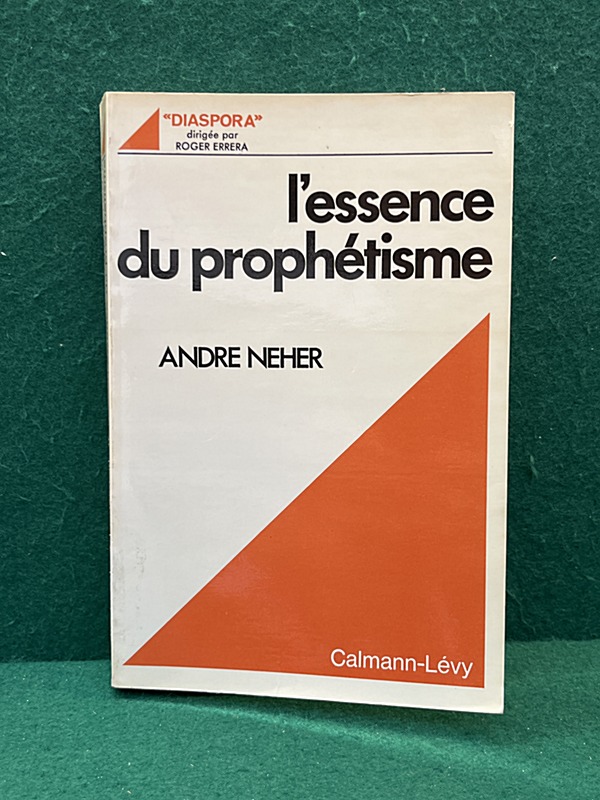 «DIASPORA»
dirigée par
ROGER ERRERA
l'essence
du prophétisme
ANDRE NEHER
Calmann-Lévy